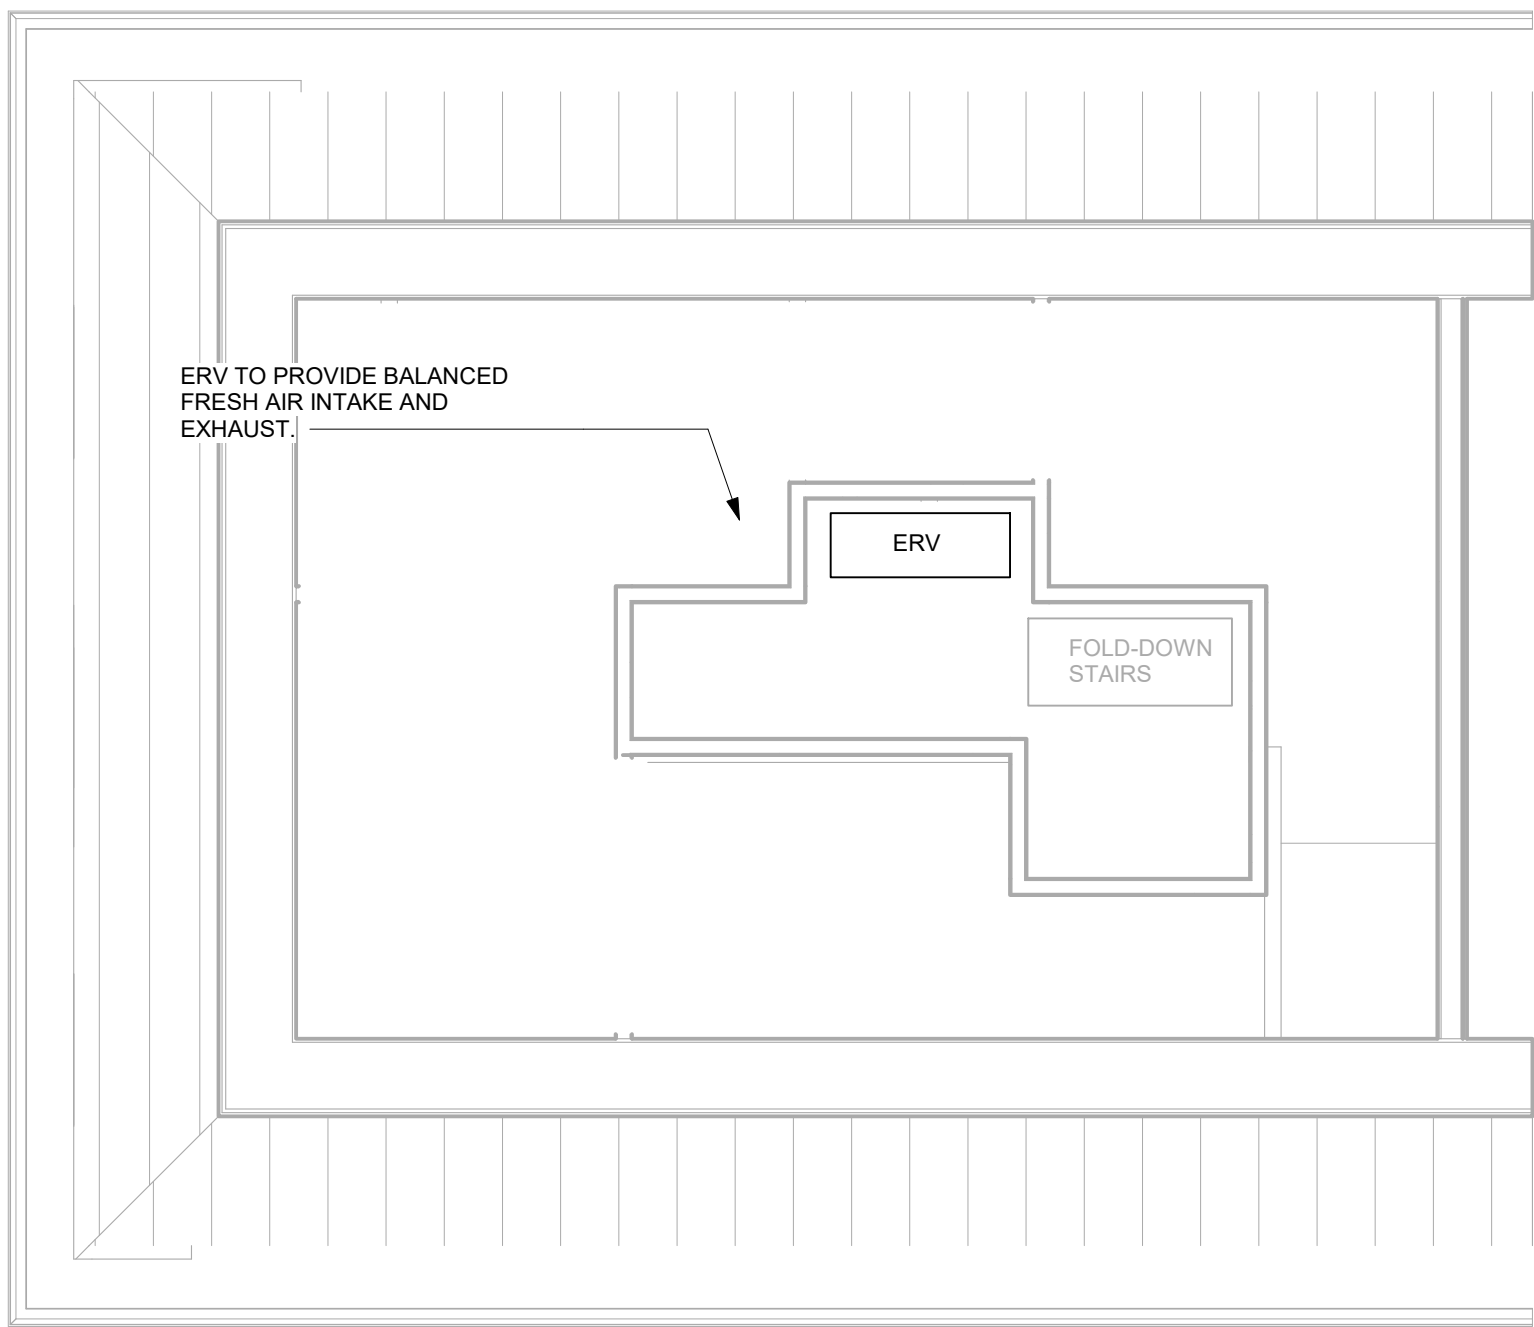 ERV TO PROVIDE BALANCED
FRESH AIR INTAKE AND
EXHAUST.
ERV
FOLD-DOWN
STAIRS